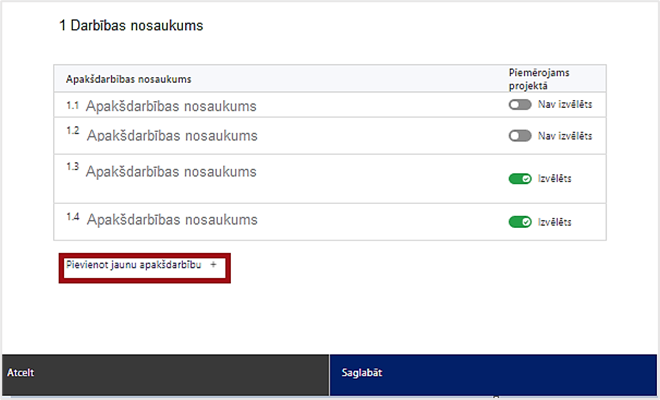 1 Darbības nosaukums
Apakšdarbības nosaukums
Piemērojams
projektā
1.1 Apakšdarbības nosaukums Nav izvēlēts
1.2 Apakšdarbības nosaukums Nav izvēlēts
1.3 Apakšdarbības nosaukums Izvēlēts
1.4 Apakšdarbības nosaukums Izvēlēts
Pievienot jaunu apakšdarbību +
Atcelt Saglabāt